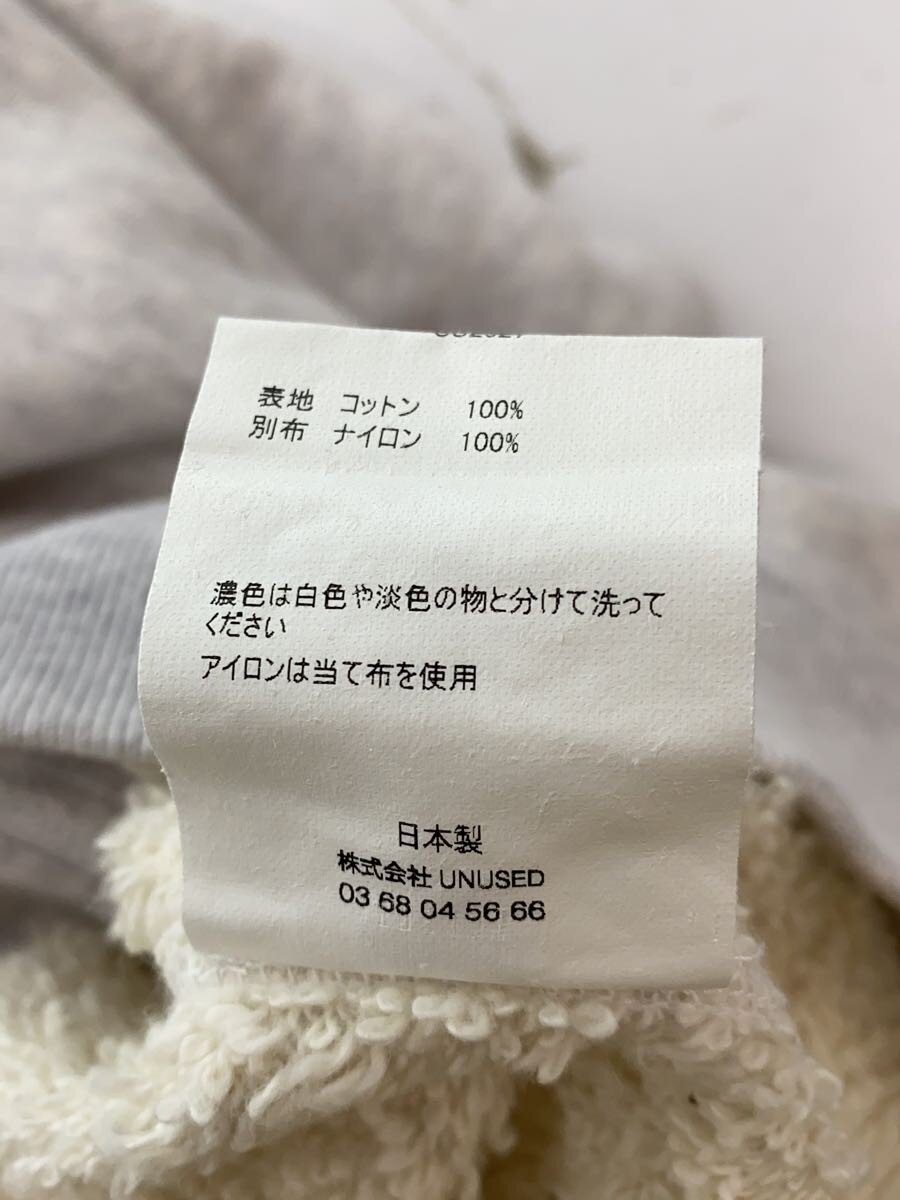 表地 コットン 100%
別布 ナイロン 100%
濃色は白色や淡色の物と分けて洗って
ください
アイロンは当て布を使用
日本製
株式会社 UNUSED
03 68 04 56 66